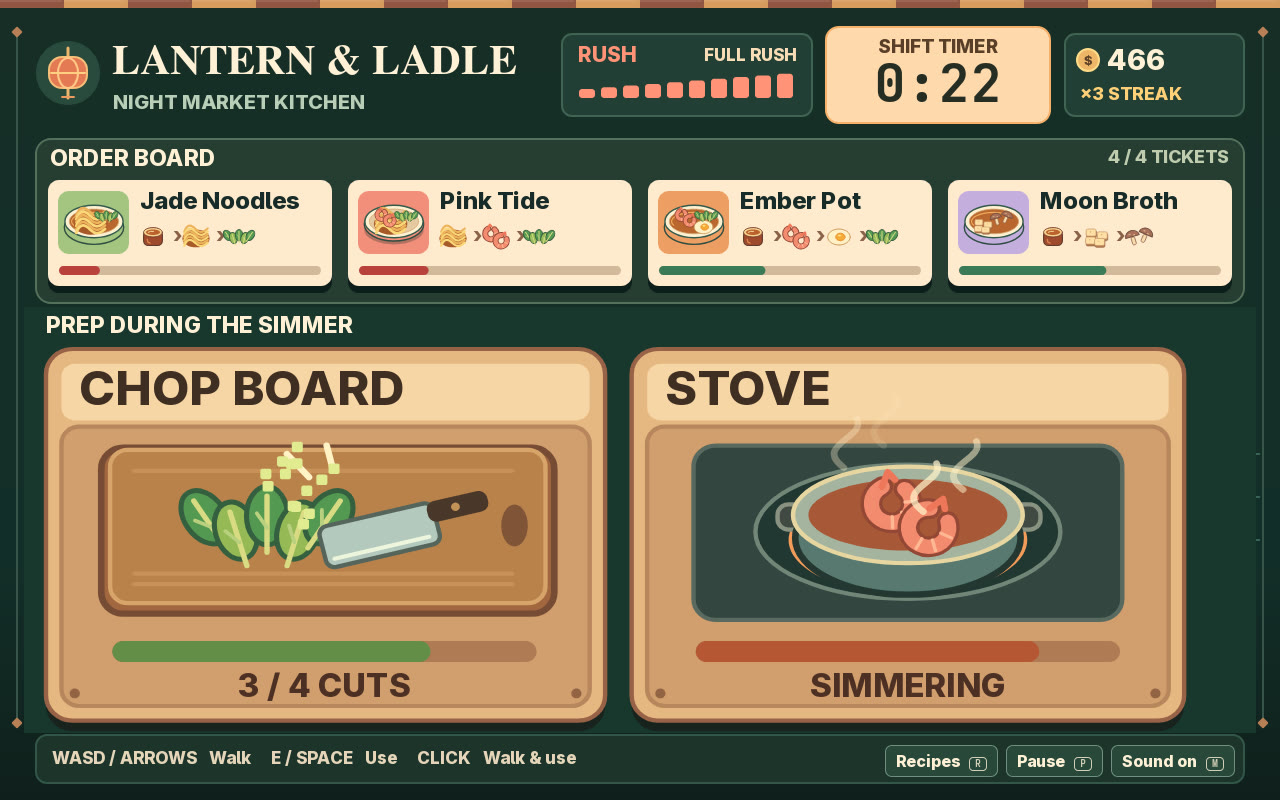 LANTERN & LADLE
NIGHT MARKET KITCHEN
RUSH
FULL RUSH
SHIFT TIMER
0:22
$ 466
×3 STREAK
ORDER BOARD
4 / 4 TICKETS
Jade Noodles
Pink Tide
Ember Pot
Moon Broth
PREP DURING THE SIMMER
CHOP BOARD
STOVE
3 / 4 CUTS
SIMMERING
WASD / ARROWS Walk E / SPACE Use CLICK Walk & use
Recipes R
Pause P
Sound on M